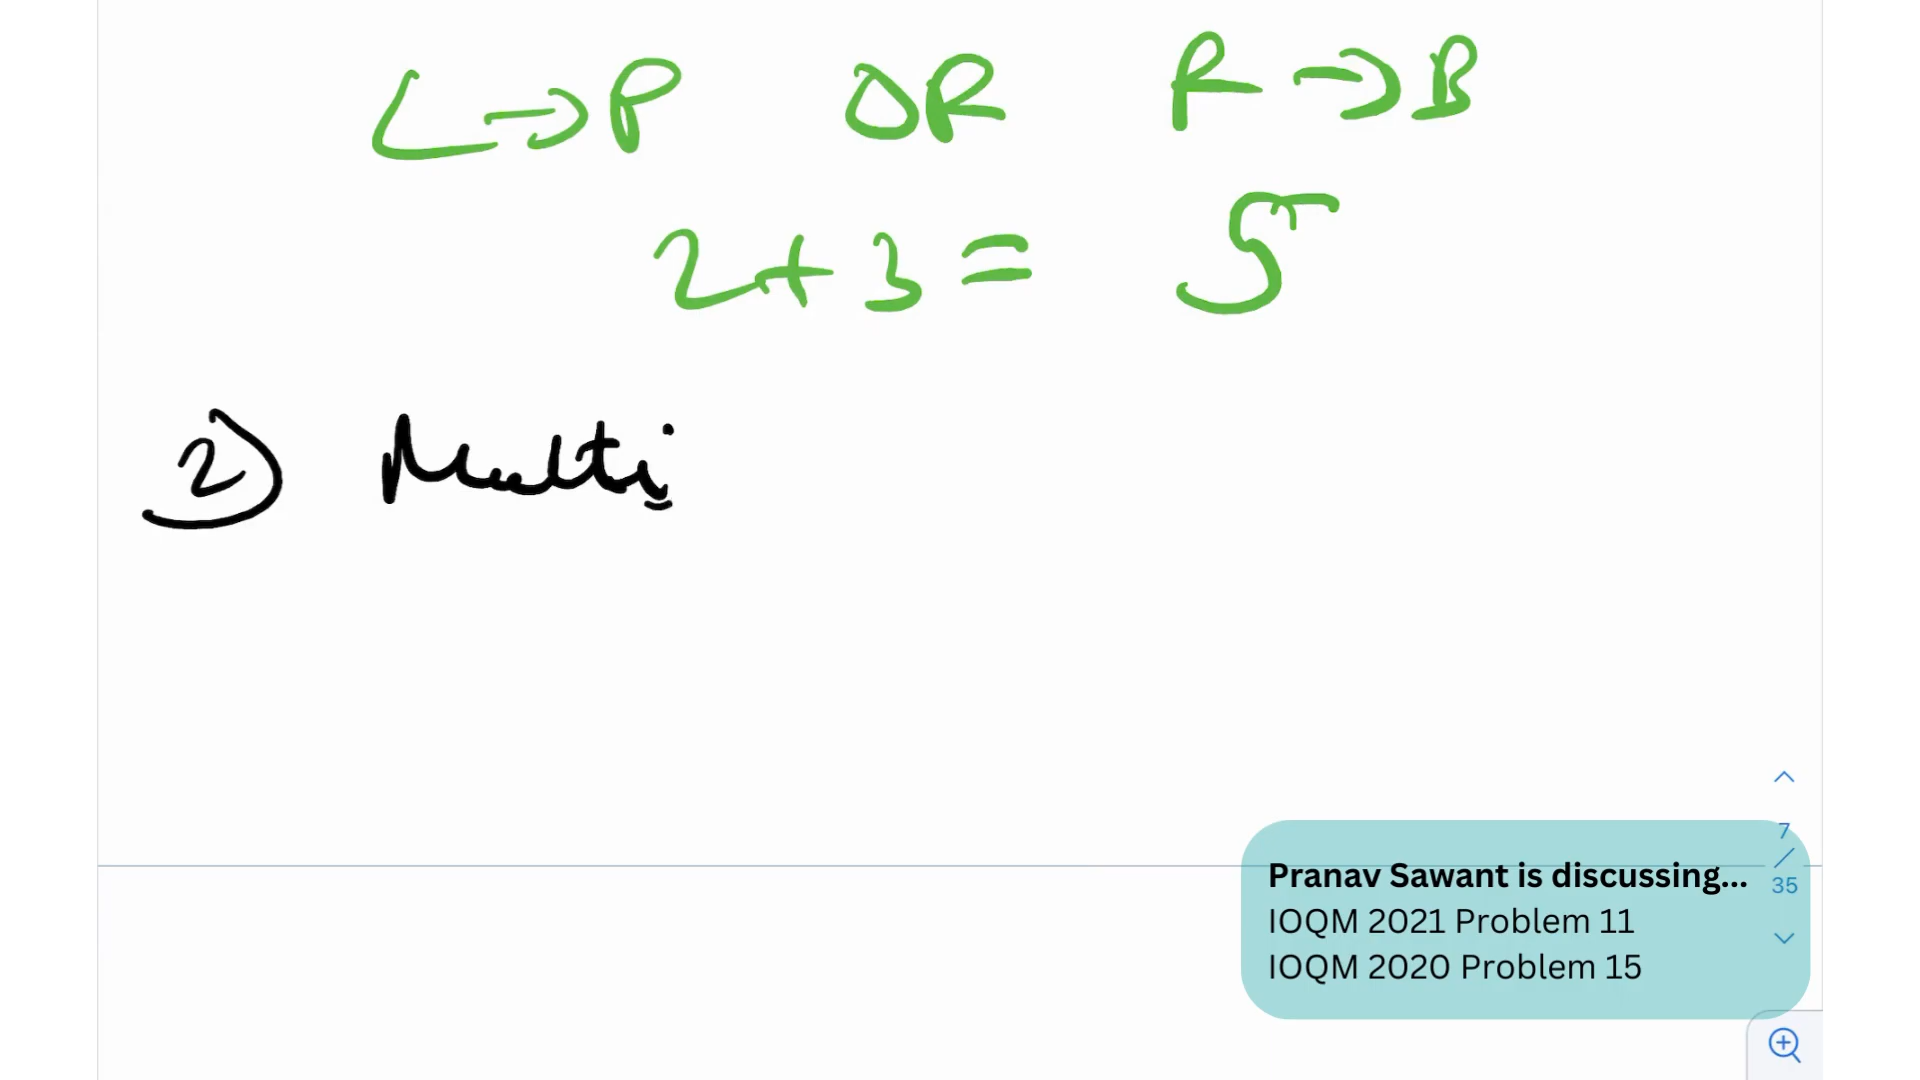 L → P OR R → B
2 + 3 = 5
2) Multi
7
/
35
Pranav Sawant is discussing...
IOQM 2021 Problem 11
IOQM 2020 Problem 15